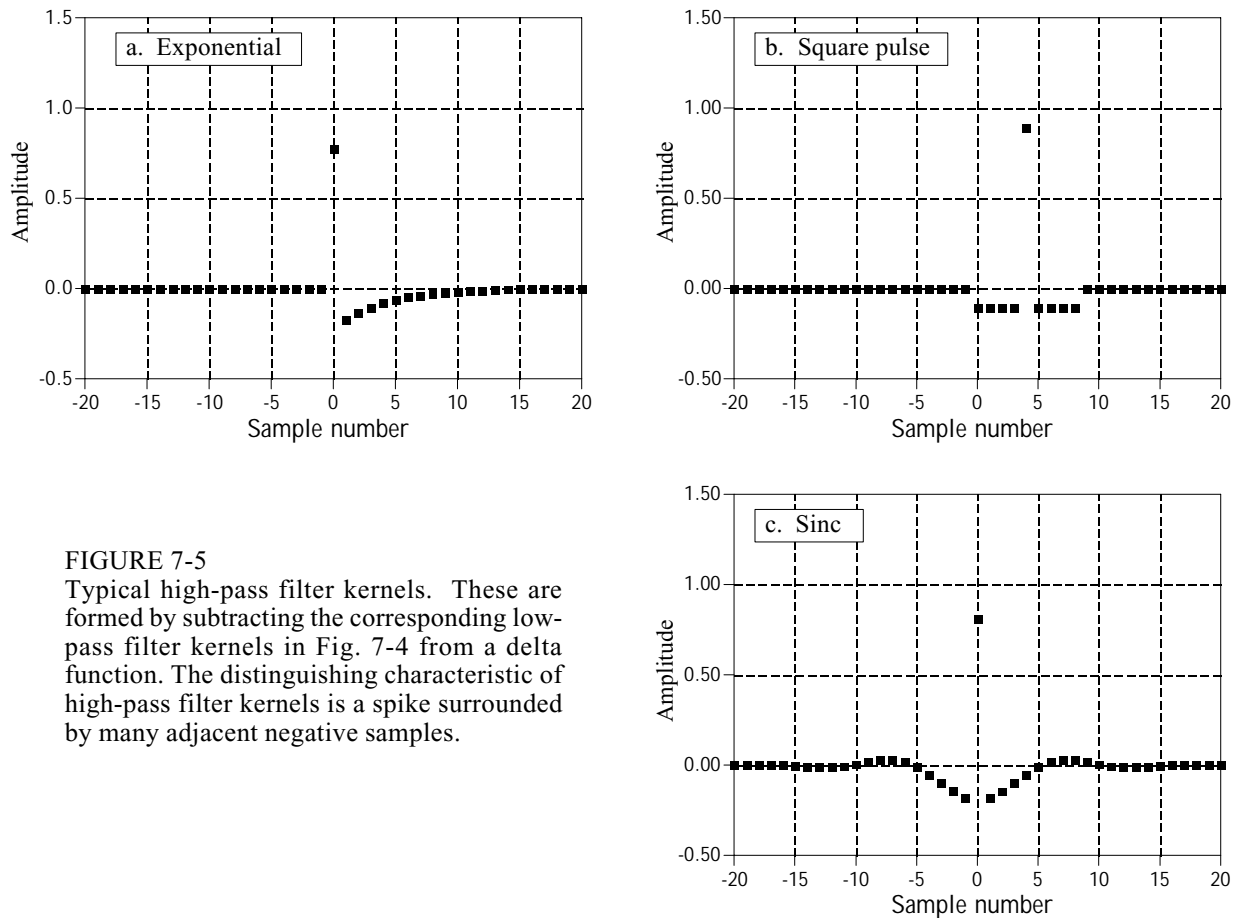 a. Exponential
1.5
1.0
0.5
0.0
-0.5
Amplitude
-20 -15 -10 -5 0 5 10 15 20
Sample number
b. Square pulse
1.50
1.00
0.50
0.00
-0.50
Amplitude
-20 -15 -10 -5 0 5 10 15 20
Sample number
FIGURE 7-5
Typical high-pass filter kernels. These are
formed by subtracting the corresponding low-
pass filter kernels in Fig. 7-4 from a delta
function. The distinguishing characteristic of
high-pass filter kernels is a spike surrounded
by many adjacent negative samples.
c. Sinc
1.50
1.00
0.50
0.00
-0.50
Amplitude
-20 -15 -10 -5 0 5 10 15 20
Sample number